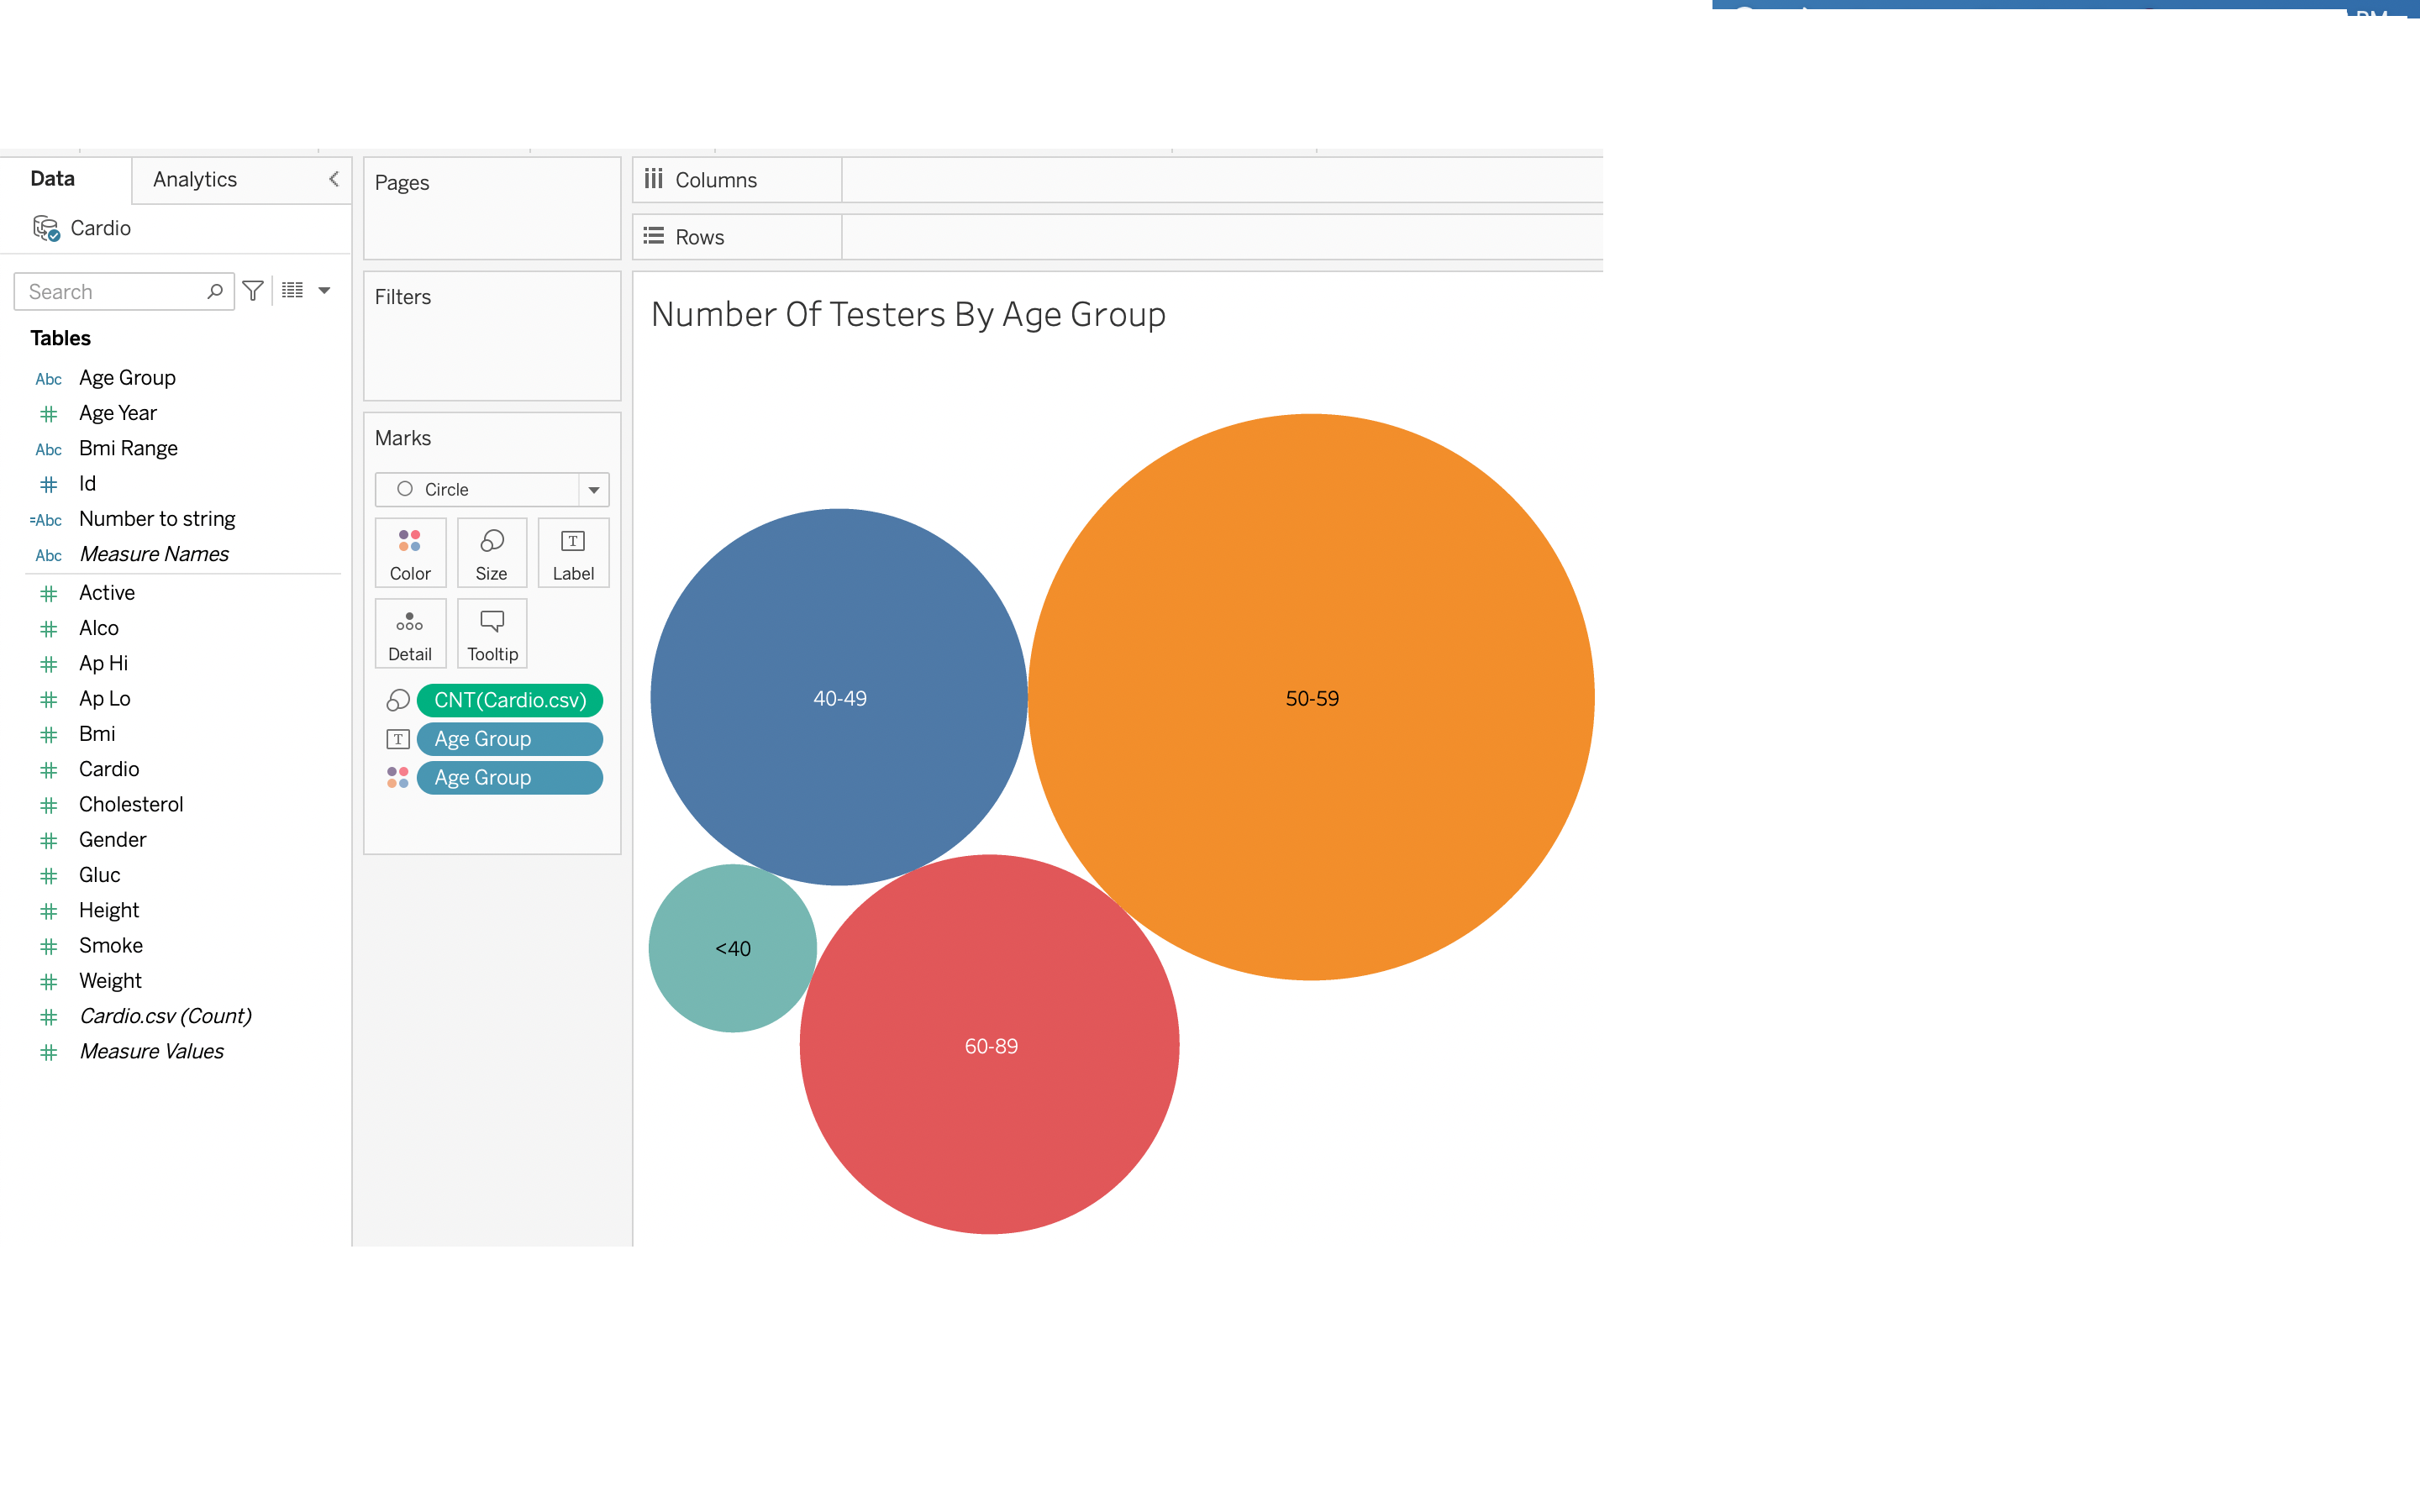 Data
Analytics
Cardio
Search
Tables
Abc Age Group
Age Year
Abc Bmi Range
Id
=Abc Number to string
Abc Measure Names
Active
Alco
Ap Hi
Ap Lo
Bmi
Cardio
Cholesterol
Gender
Gluc
Height
Smoke
Weight
Cardio.csv (Count)
Measure Values
Pages
Filters
Marks
Circle
Color Size T Label
Detail Tooltip
CNT(Cardio.csv)
T Age Group
Age Group
Columns
Rows
Number Of Testers By Age Group
40-49
50-59
<40
60-89